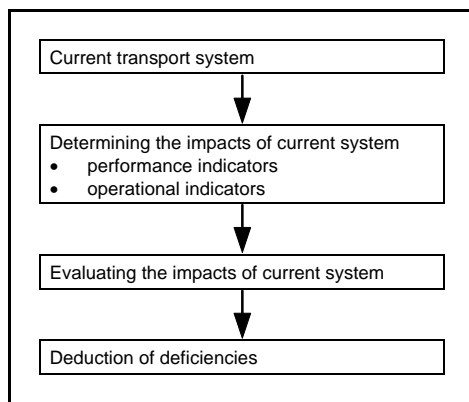 Current transport system
Determining the impacts of current system
• performance indicators
• operational indicators
Evaluating the impacts of current system
Deduction of deficiencies